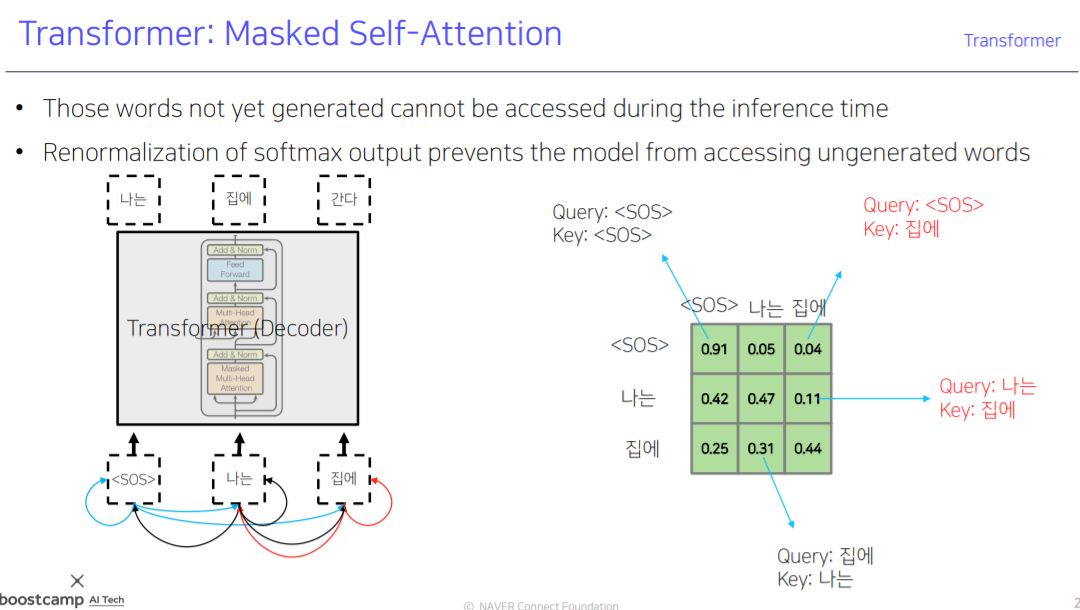 Transformer: Masked Self-Attention
Transformer
• Those words not yet generated cannot be accessed during the inference time
• Renormalization of softmax output prevents the model from accessing ungenerated words
나는 집에 간다
Add & Norm
Feed
Forward
Add & Norm
Multi-Head
Attention
Transformer (Decoder)
Add & Norm
Masked
Multi-Head
Attention
<SOS> 나는 집에
Query: <SOS>
Key: <SOS>
Query: <SOS>
Key: 집에
<SOS> 나는 집에
<SOS> 0.91 0.05 0.04
나는 0.42 0.47 0.11
집에 0.25 0.31 0.44
Query: 나는
Key: 집에
Query: 집에
Key: 나는
boostcamp AI Tech
© NAVER Connect Foundation
2